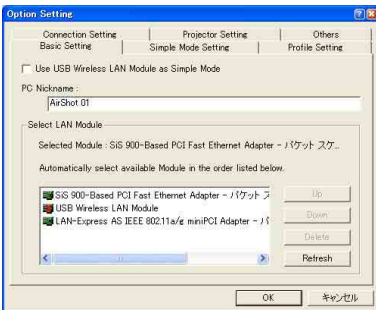 Option Setting
Connection Setting
Projector Setting
Others
Basic Setting
Simple Mode Setting
Profile Setting
Use USB Wireless LAN Module as Simple Mode
PC Nickname :
AirShot 01
Select LAN Module
Selected Module : SiS 900-Based PCI Fast Ethernet Adapter - パケット スケ...
Automatically select available Module in the order listed below.
SiS 900-Based PCI Fast Ethernet Adapter - パケット ス
USB Wireless LAN Module
LAN-Express AS IEEE 802.11a/g miniPCI Adapter - パ
Up
Down
Delete
Refresh
OK
キャンセル